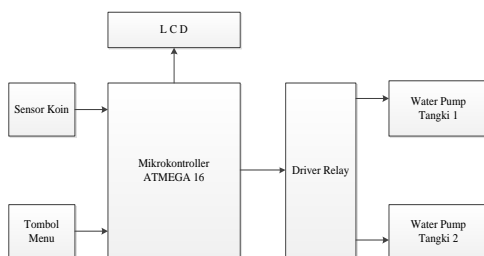 L C D
Sensor Koin
Mikrokontroller
ATMEGA 16
Driver Relay
Water Pump
Tangki 1
Tombol
Menu
Water Pump
Tangki 2